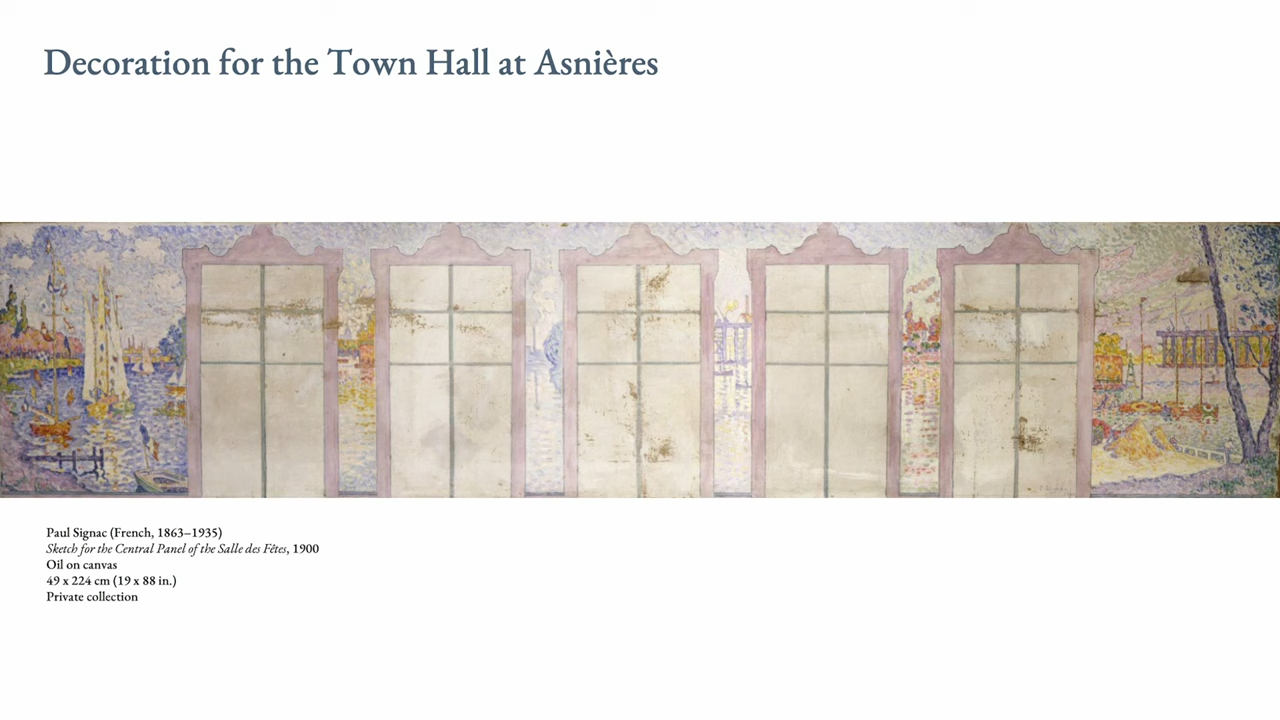 Decoration for the Town Hall at Asnières
Paul Signac (French, 1863–1935)
Sketch for the Central Panel of the Salle des Fêtes, 1900
Oil on canvas
49 x 224 cm (19 x 88 in.)
Private collection